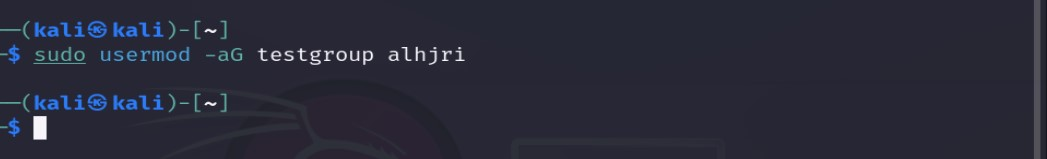 ──(kali㉿kali)-[~]
-$ sudo usermod -aG testgroup alhjri
──(kali㉿kali)-[~]
-$